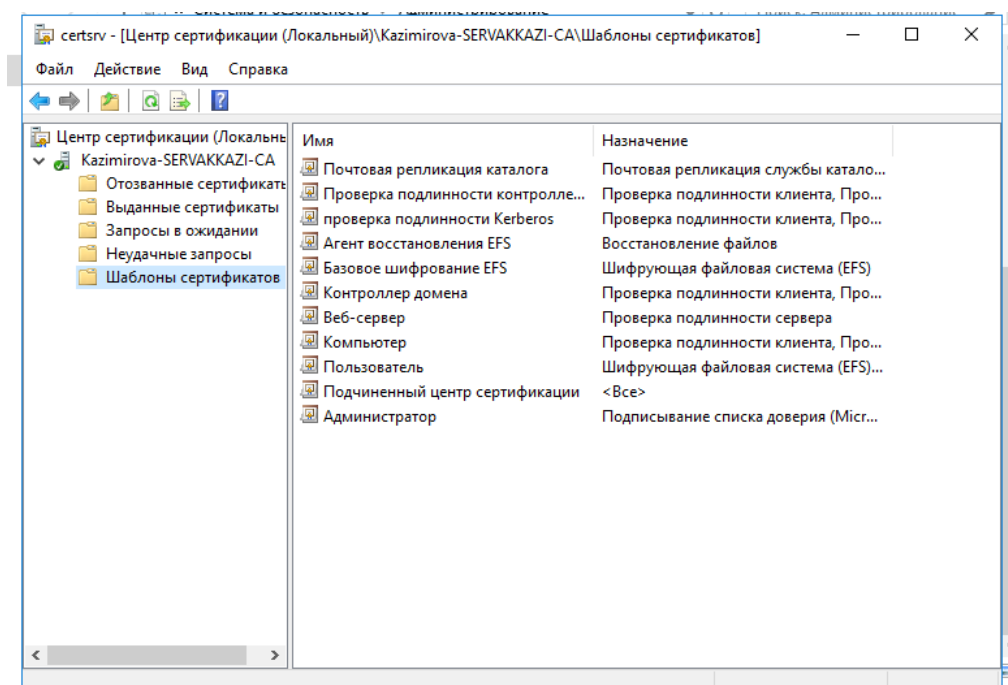 certsrv - [Центр сертификации (Локальный)\Kazimirova-SERVAKKAZI-CA\Шаблоны сертификатов]
Файл Действие Вид Справка
Центр сертификации (Локальнь
Kazimirova-SERVAKKAZI-CA
Отозванные сертификать
Выданные сертификаты
Запросы в ожидании
Неудачные запросы
Шаблоны сертификатов
Имя Назначение
Почтовая репликация каталога Почтовая репликация службы катало...
Проверка подлинности контролле... Проверка подлинности клиента, Про...
проверка подлинности Kerberos Проверка подлинности клиента, Про...
Агент восстановления EFS Восстановление файлов
Базовое шифрование EFS Шифрующая файловая система (EFS)
Контроллер домена Проверка подлинности клиента, Про...
Веб-сервер Проверка подлинности сервера
Компьютер Проверка подлинности клиента, Про...
Пользователь Шифрующая файловая система (EFS)...
Подчиненный центр сертификации <Все>
Администратор Подписывание списка доверия (Micr...